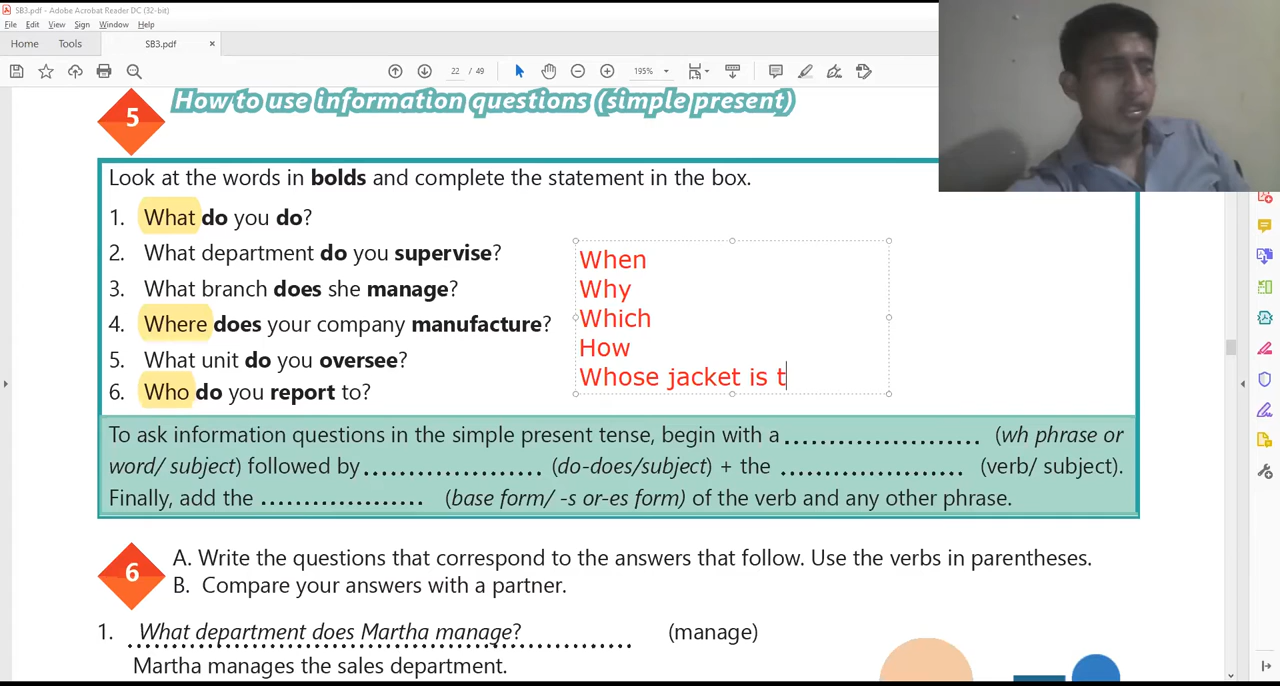 SB3.pdf - Adobe Acrobat Reader DC (32-bit)
File Edit View Sign Window Help
Home Tools SB3.pdf ×
22 / 49 195%
5 How to use information questions (simple present)
Look at the words in bolds and complete the statement in the box.
1. What do you do?
2. What department do you supervise?
3. What branch does she manage?
4. Where does your company manufacture?
5. What unit do you oversee?
6. Who do you report to?
When
Why
Which
How
Whose jacket is t
To ask information questions in the simple present tense, begin with a ...................... (wh phrase or
word/ subject) followed by .................... (do-does/subject) + the ..................... (verb/ subject).
Finally, add the ................... (base form/ -s or-es form) of the verb and any other phrase.
6 A. Write the questions that correspond to the answers that follow. Use the verbs in parentheses.
B. Compare your answers with a partner.
1. What department does Martha manage? (manage)
Martha manages the sales department.